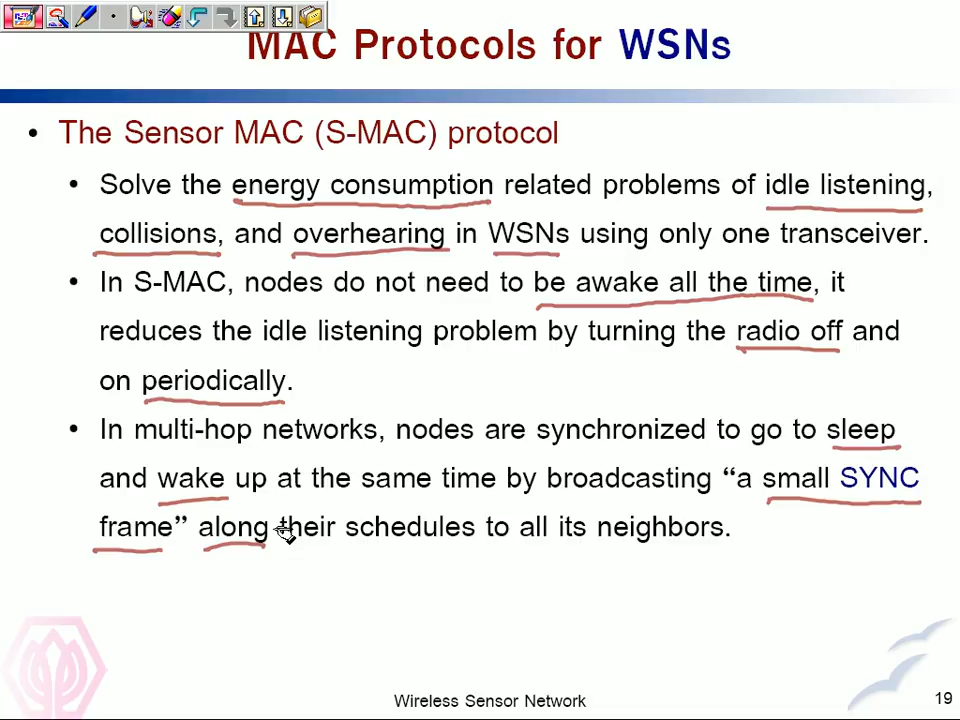 MAC Protocols for WSNs
• The Sensor MAC (S-MAC) protocol
• Solve the energy consumption related problems of idle listening,
collisions, and overhearing in WSNs using only one transceiver.
• In S-MAC, nodes do not need to be awake all the time, it
reduces the idle listening problem by turning the radio off and
on periodically.
• In multi-hop networks, nodes are synchronized to go to sleep
and wake up at the same time by broadcasting “a small SYNC
frame” along their schedules to all its neighbors.
Wireless Sensor Network
19